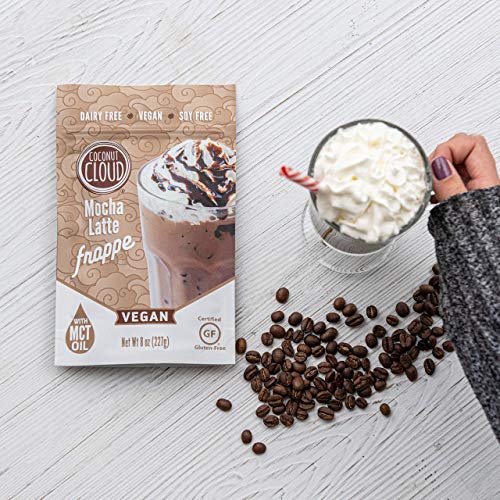 DAIRY FREE • VEGAN • SOY FREE
COCONUT
CLOUD
Mocha
Latte
frappe
VEGAN
WITH
MCT
OIL
Net Wt 8 oz (227g)
Certified
GF
Gluten-Free